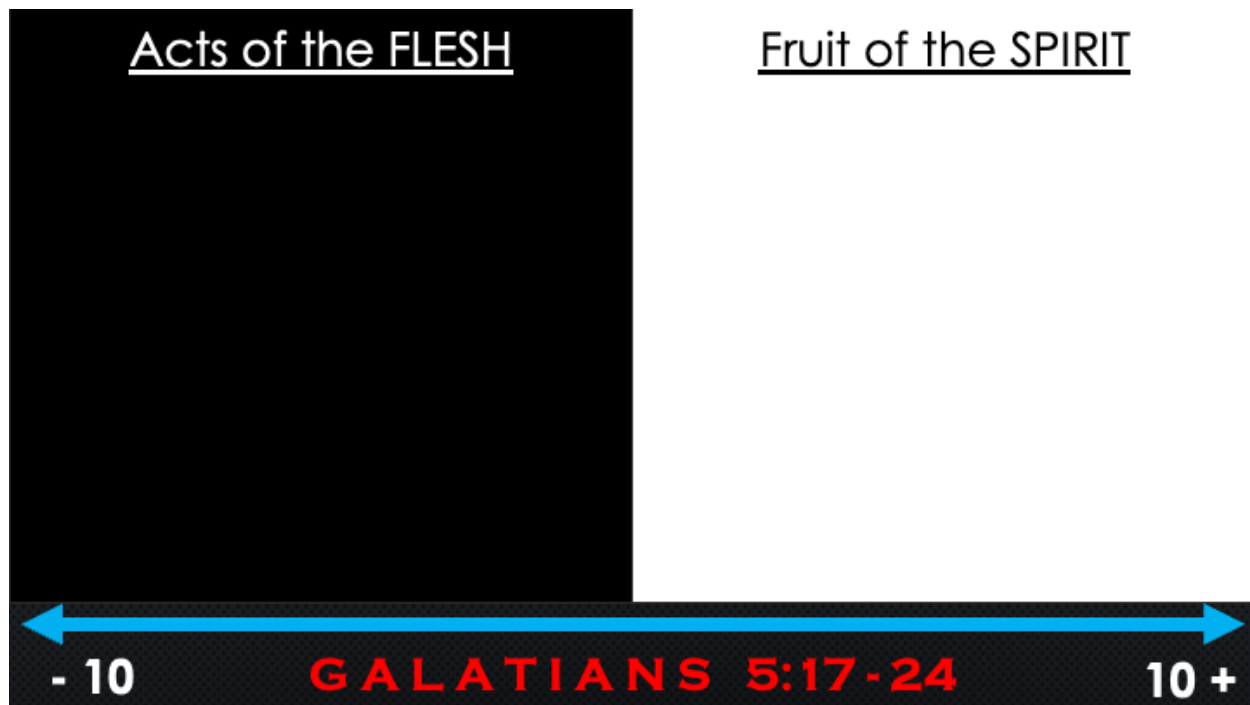 Acts of the FLESH
Fruit of the SPIRIT
- 10
GALATIANS 5:17-24
10 +